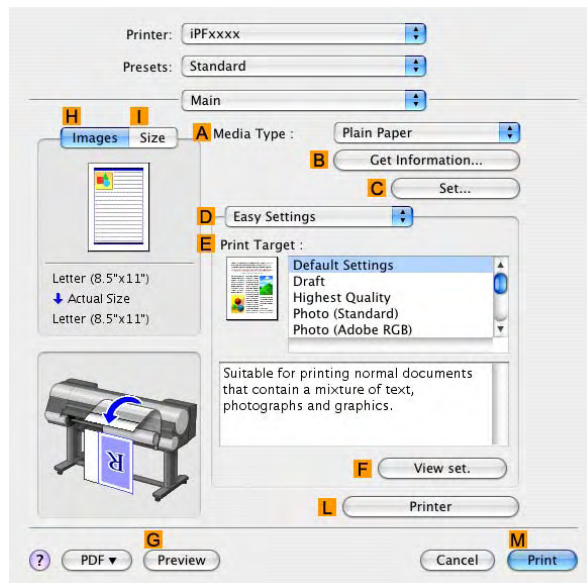 Printer: iPFxxxx
Presets: Standard
Main
H I
Images Size
A Media Type : Plain Paper
B Get Information...
C Set...
D Easy Settings
E Print Target :
Default Settings
Draft
Highest Quality
Photo (Standard)
Photo (Adobe RGB)
Letter (8.5"x11")
Actual Size
Letter (8.5"x11")
Suitable for printing normal documents
that contain a mixture of text,
photographs and graphics.
R
F View set.
L Printer
G M
? PDF▼ Preview Cancel Print